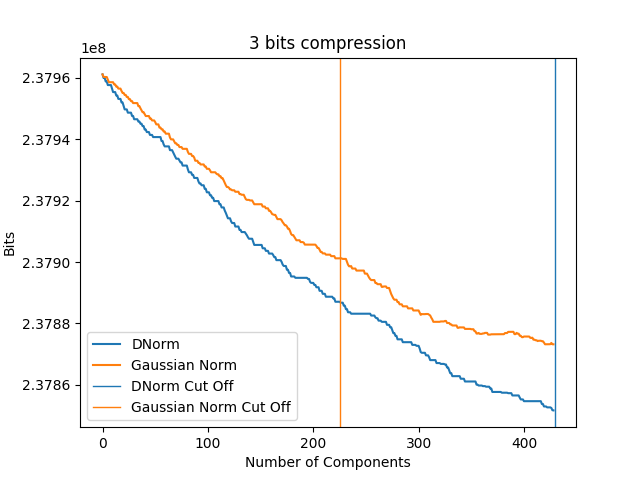 3 bits compression
1e8
2.3796
2.3794
2.3792
2.3790
2.3788
2.3786
Bits
DNorm
Gaussian Norm
DNorm Cut Off
Gaussian Norm Cut Off
0 100 200 300 400
Number of Components